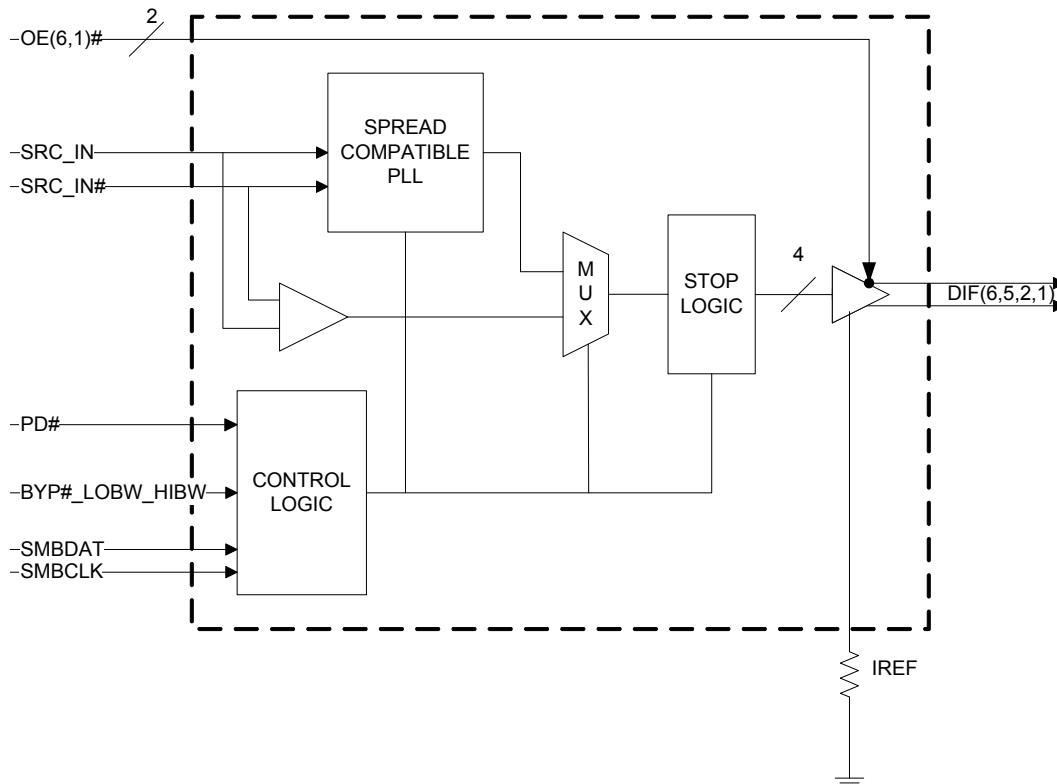 2
OE(6,1)#
SPREAD
COMPATIBLE
PLL
SRC_IN
SRC_IN#
M
U
X
STOP
LOGIC
4
DIF(6,5,2,1)
PD#
BYP#_LOBW_HIBW
CONTROL
LOGIC
SMBDAT
SMBCLK
IREF